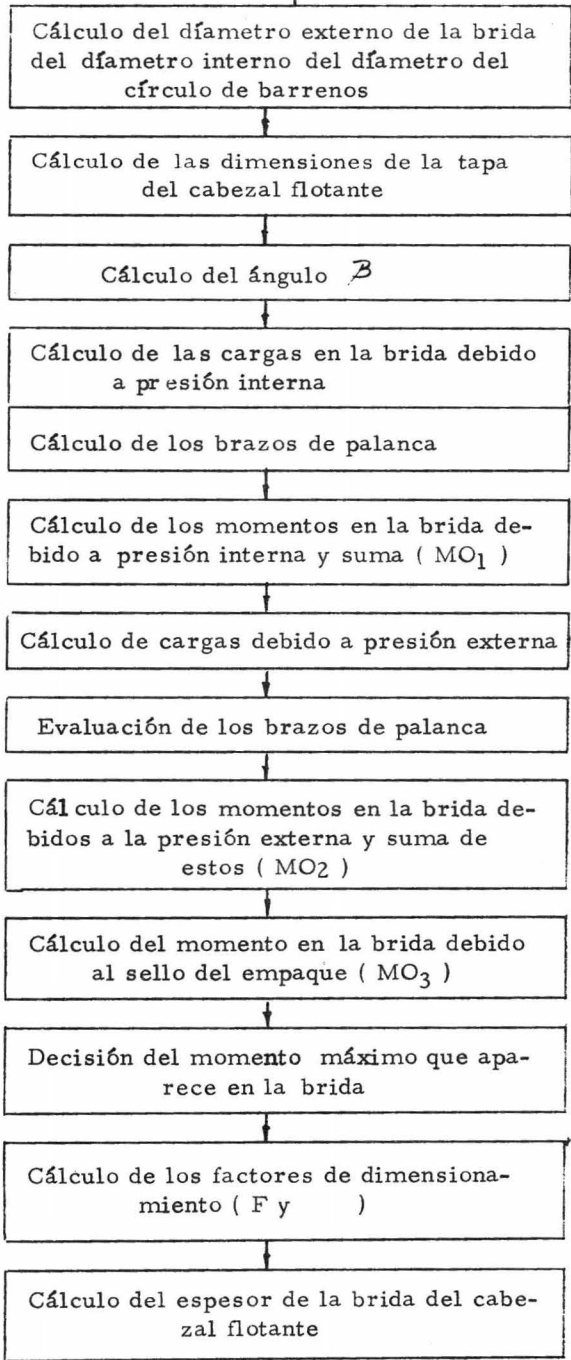 Cálculo del díametro externo de la brida
del díametro interno del díametro del
círculo de barrenos
Cálculo de las dimensiones de la tapa
del cabezal flotante
Cálculo del ángulo β
Cálculo de las cargas en la brida debido
a presión interna
Cálculo de los brazos de palanca
Cálculo de los momentos en la brida de-
bido a presión interna y suma ( MO1 )
Cálculo de cargas debido a presión externa
Evaluación de los brazos de palanca
Cálculo de los momentos en la brida de-
bidos a la presión externa y suma de
estos ( MO2 )
Cálculo del momento en la brida debido
al sello del empaque ( MO3 )
Decisión del momento máximo que apa-
rece en la brida
Cálculo de los factores de dimensiona-
miento ( F y )
Cálculo del espesor de la brida del cabe-
zal flotante